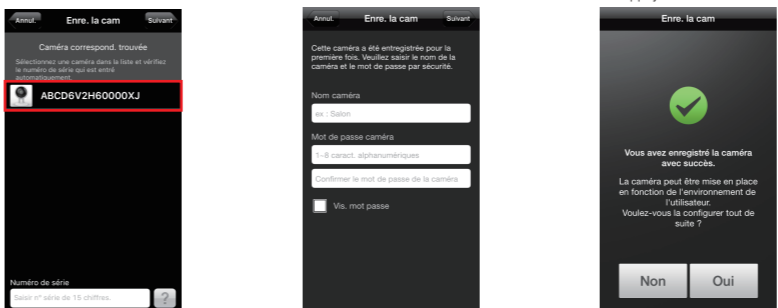 Annul. Enre. la cam Suivant
Caméra correspond. trouvée
Sélectionnez une caméra dans la liste et vérifiez
le numéro de série qui est entré
automatiquement.
ABCD6V2H60000XJ
Numéro de série
Saisir n° série de 15 chiffres. ?
Annul. Enre. la cam Suivant
Cette caméra a été entregistrée pour la
première fois. Veuillez saisir le nom de la
caméra et le mot de passe par sécurité.
Nom caméra
ex : Salon
Mot de passe caméra
1~8 caract. alphanumériques
Confirmer le mot de passe de la caméra
Vis. mot passe
Enre. la cam
Vous avez enregistré la caméra
avec succès.
La caméra peut être mise en place
en fonction de l'environnement de
l'utilisateur.
Voulez-vous la configurer tout de
suite ?
Non Oui